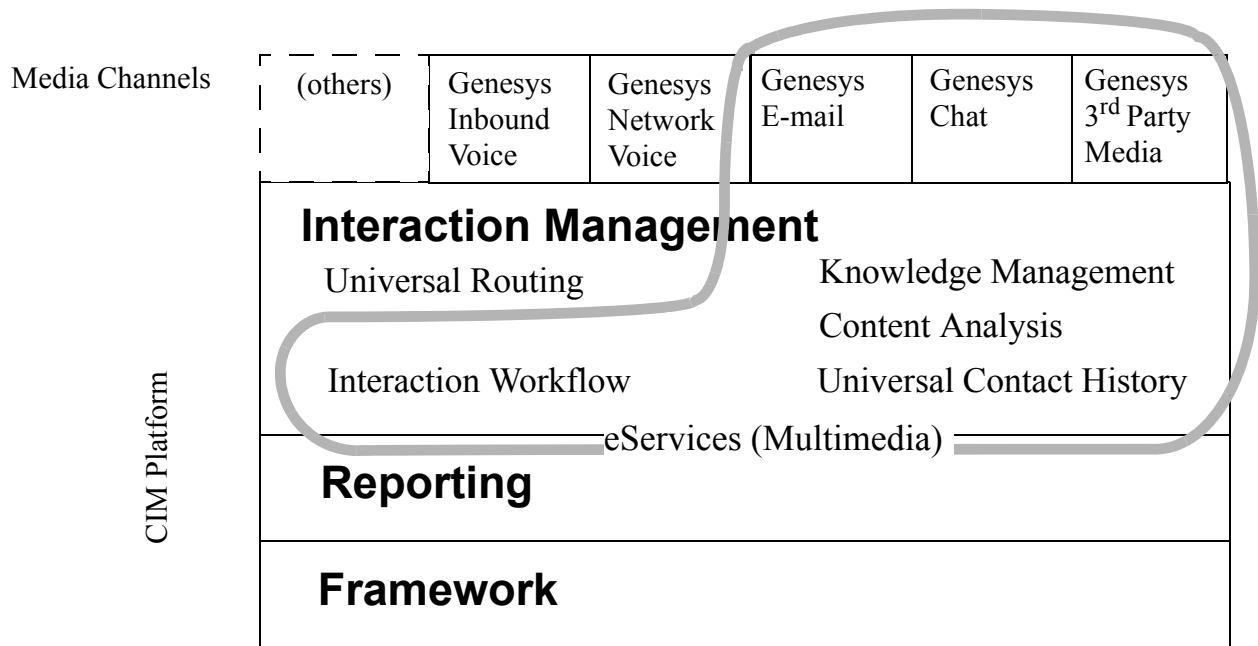 Media Channels
(others)
Genesys
Inbound
Voice
Genesys
Network
Voice
Genesys
E-mail
Genesys
Chat
Genesys
3rd Party
Media
Interaction Management
Universal Routing
Knowledge Management
Content Analysis
Interaction Workflow
Universal Contact History
eServices (Multimedia)
CIM Platform
Reporting
Framework